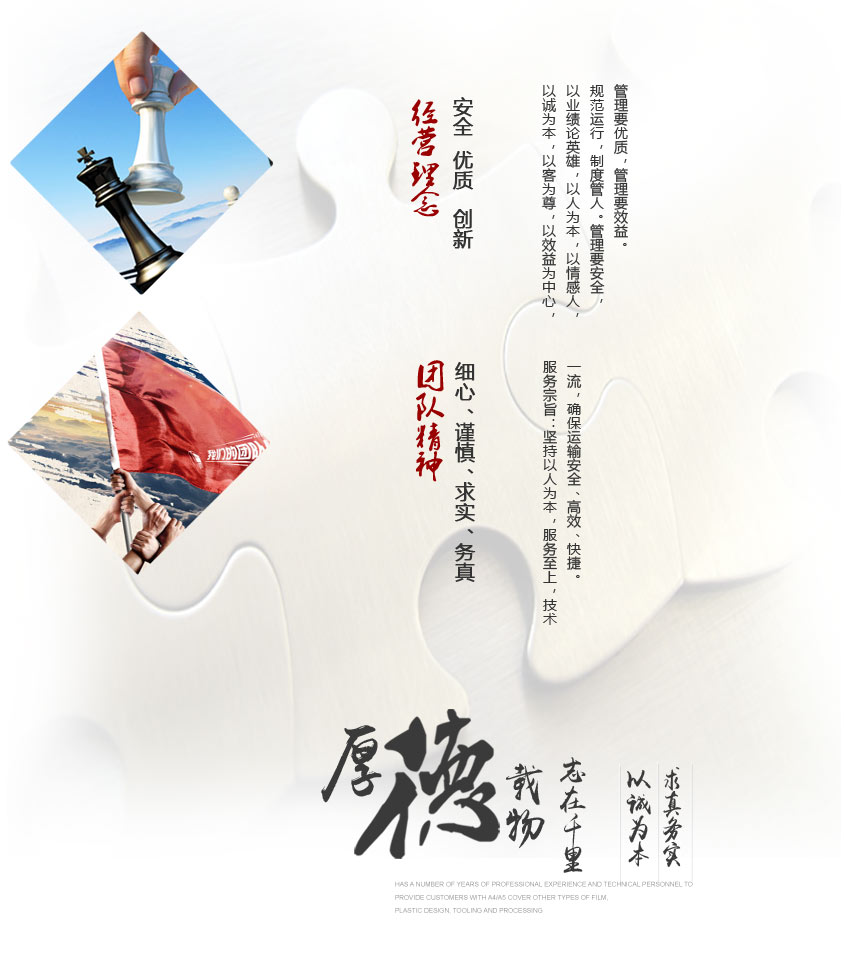 经营理念
安全 优质 创新
以诚为本，以客为尊，以效益为中心，
以业绩论英雄，以人为本，以情感人，
规范运行，制度管人。管理要安全，
管理要优质，管理要效益。
我们的团队
团队精神
细心、谨慎、求实、务真
服务宗旨：坚持以人为本，服务至上，技术
一流，确保运输安全、高效、快捷。
厚德载物
志在千里
以诚为本
求真务实
HAS A NUMBER OF YEARS OF PROFESSIONAL EXPERIENCE AND TECHNICAL PERSONNEL TO
PROVIDE CUSTOMERS WITH A4/A5 COVER OTHER TYPES OF FILM,
PLASTIC DESIGN, TOOLING AND PROCESSING